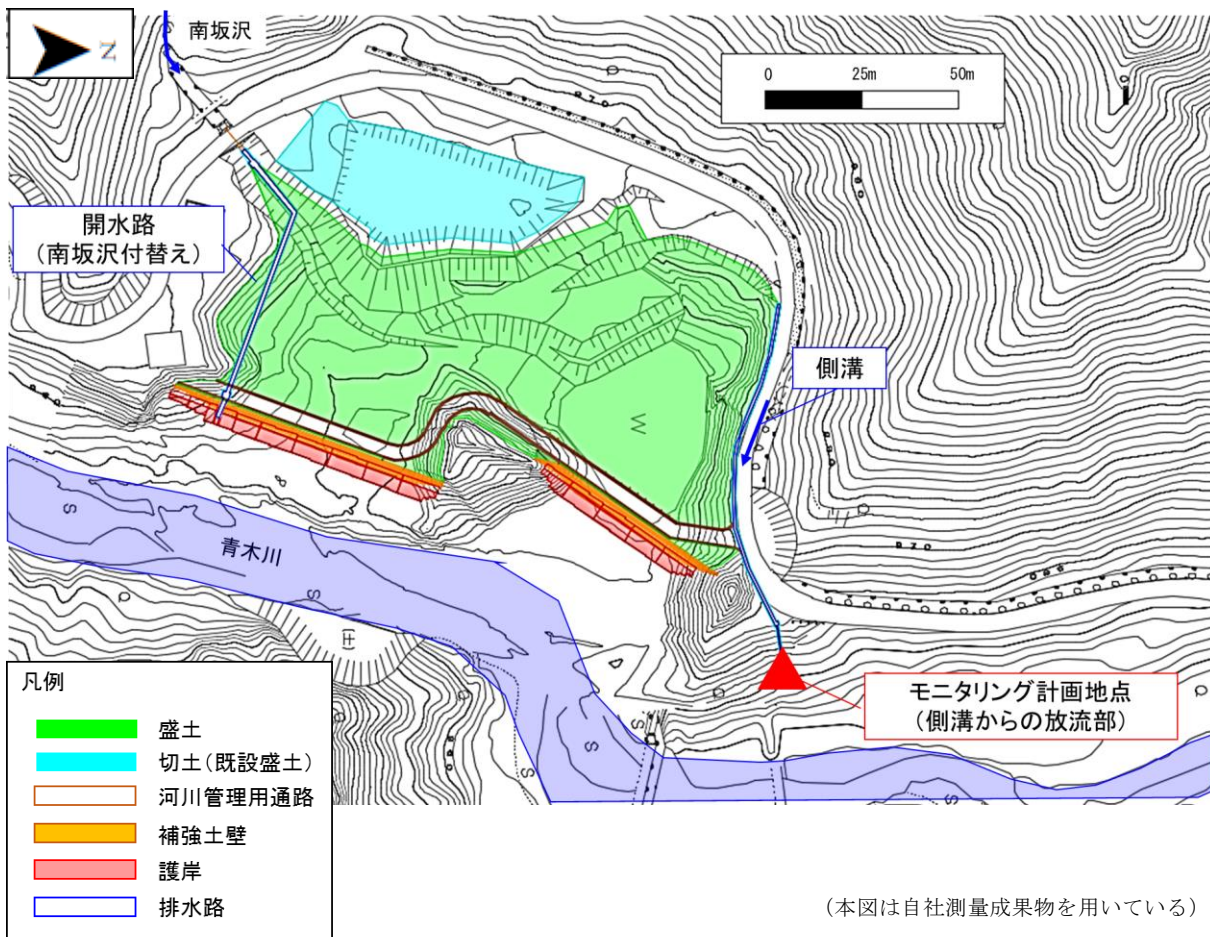 N
南坂沢
0 25m 50m
開水路
(南坂沢付替え)
側溝
W
青木川
S
S
S
S
S
S
モニタリング計画地点
(側溝からの放流部)
凡例
盛土
切土(既設盛土)
河川管理用通路
補強土壁
護岸
排水路
(本図は自社測量成果物を用いている)